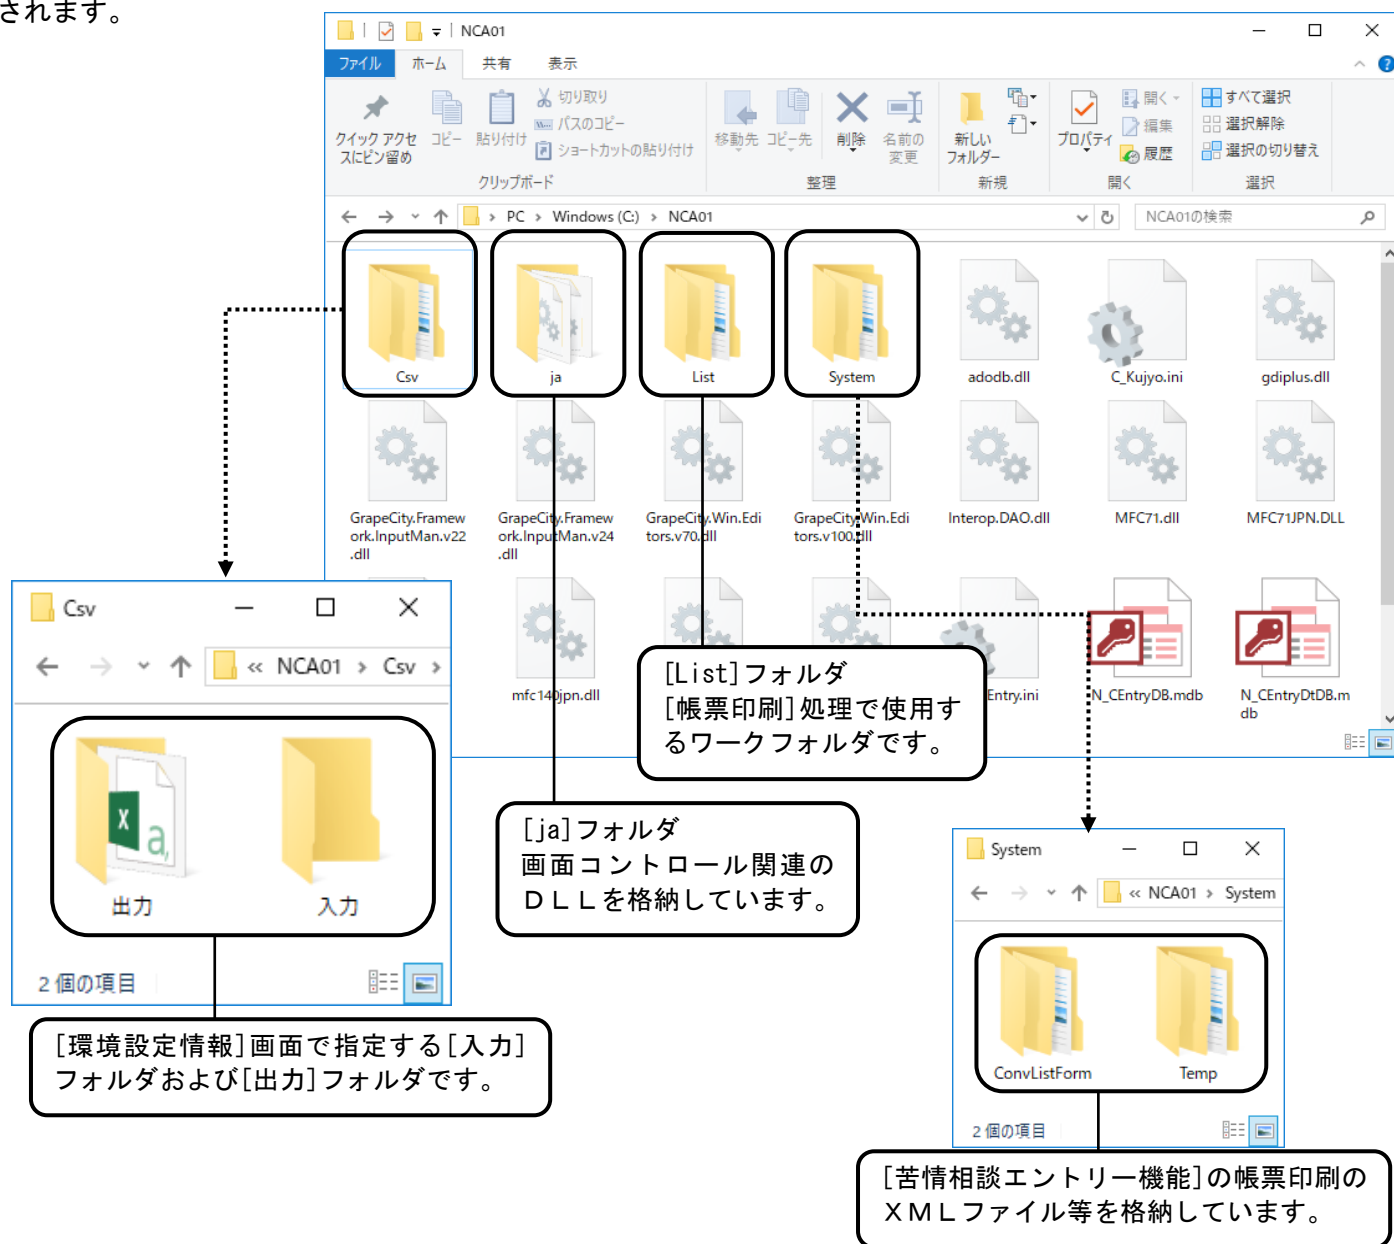 されます。
NCA01
ファイル ホーム 共有 表示
クイック アクセスにピン留め
コピー
貼り付け
切り取り
パスのコピー
ショートカットの貼り付け
移動先
コピー先
削除
名前の変更
新しいフォルダー
プロパティ
開く
編集
履歴
すべて選択
選択解除
選択の切り替え
クリップボード 整理 新規 開く 選択
PC > Windows (C:) > NCA01
NCA01の検索
Csv
ja
List
System
adodb.dll
C_Kujyo.ini
gdiplus.dll
GrapeCity.Framew
ork.InputMan.v22
.dll
GrapeCity.Framew
ork.InputMan.v24
.dll
GrapeCity.Win.Edi
tors.v70.dll
GrapeCity.Win.Edi
tors.v100.dll
Interop.DAO.dll
MFC71.dll
MFC71JPN.DLL
mfc140jpn.dll
Entry.ini
N_CEntryDB.mdb
N_CEntryDtDB.m
db
Csv
« NCA01 > Csv >
出力
入力
2 個の項目
[List]フォルダ
[帳票印刷]処理で使用す
るワークフォルダです。
[ja]フォルダ
画面コントロール関連の
ＤＬＬを格納しています。
System
« NCA01 > System
ConvListForm
Temp
2 個の項目
[環境設定情報]画面で指定する[入力]
フォルダおよび[出力]フォルダです。
[苦情相談エントリー機能]の帳票印刷の
ＸＭＬファイル等を格納しています。